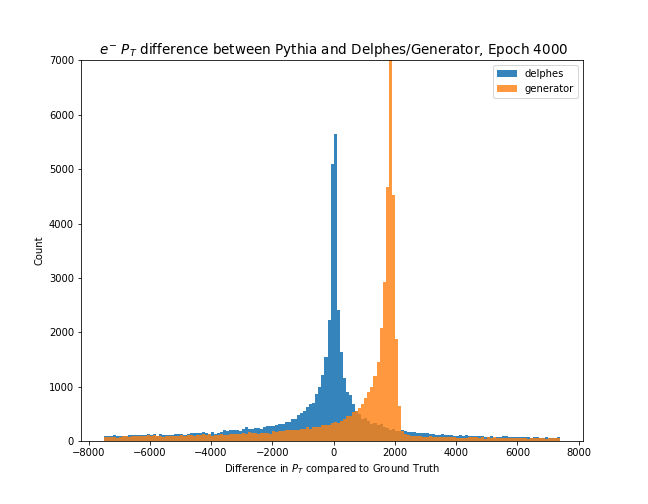 e⁻ P_T difference between Pythia and Delphes/Generator, Epoch 4000
delphes
generator
7000
6000
5000
4000
3000
2000
1000
0
Count
−8000 −6000 −4000 −2000 0 2000 4000 6000 8000
Difference in P_T compared to Ground Truth